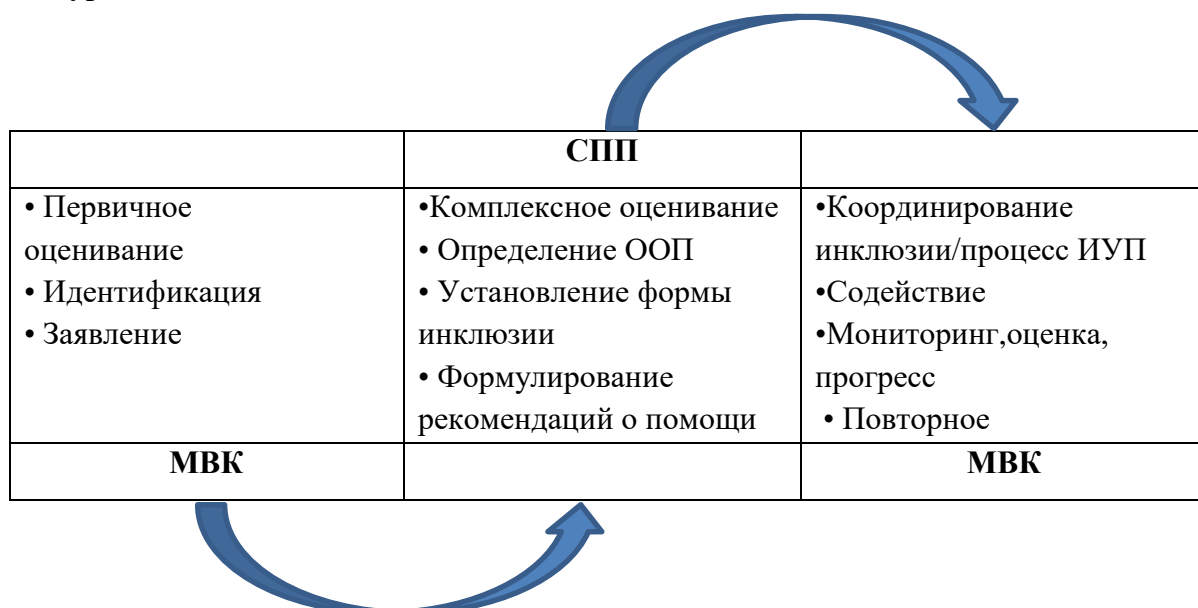 СПП
• Первичное
оценивание
• Идентификация
• Заявление
•Комплексное оценивание
• Определение ООП
• Установление формы
инклюзии
• Формулирование
рекомендаций о помощи
•Координирование
инклюзии/процесс ИУП
•Содействие
•Мониторинг,оценка,
прогресс
• Повторное
МВК
МВК